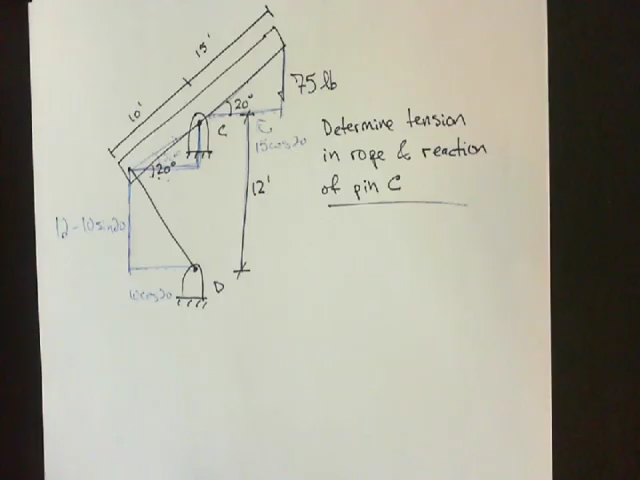 15'
10'
75 lb
20°
C
15cos20
Determine tension
in rope & reaction
of pin C
20°
12'
12-10sin20
10cos20
D